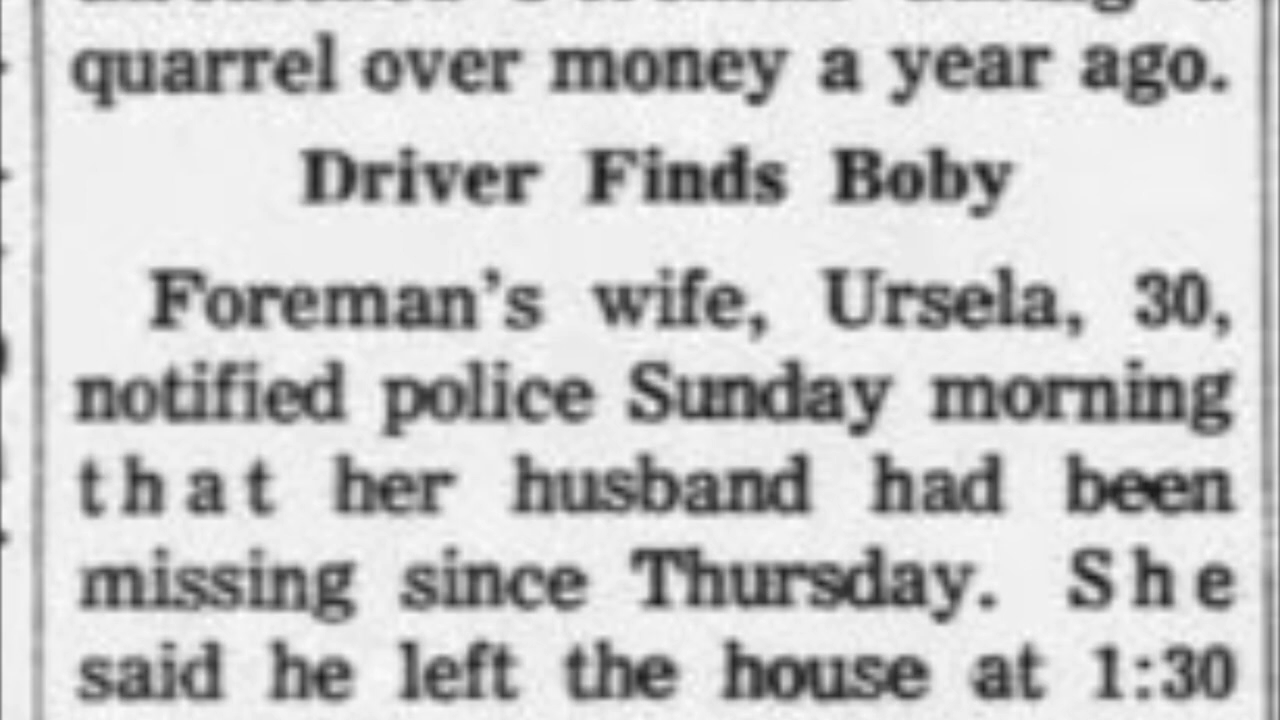 quarrel over money a year ago.
Driver Finds Boby
Foreman's wife, Ursela, 30,
notified police Sunday morning
that her husband had been
missing since Thursday. She
said he left the house at 1:30